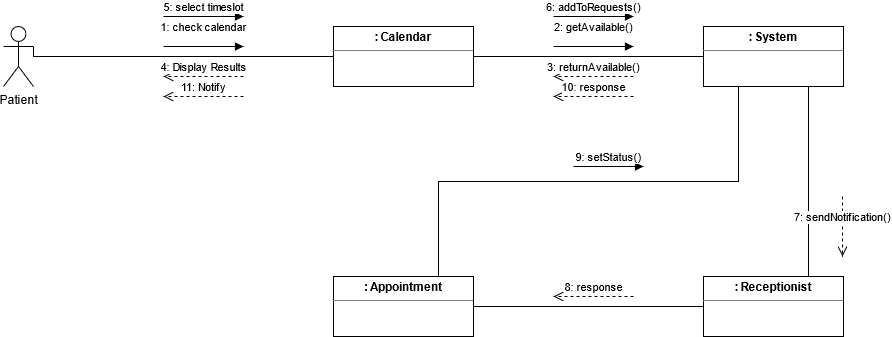 5: select timeslot
1: check calendar
4: Display Results
11: Notify
Patient
: Calendar
6: addToRequests()
2: getAvailable()
3: returnAvailable()
10: response
: System
9: setStatus()
7: sendNotification()
: Appointment
8: response
: Receptionist